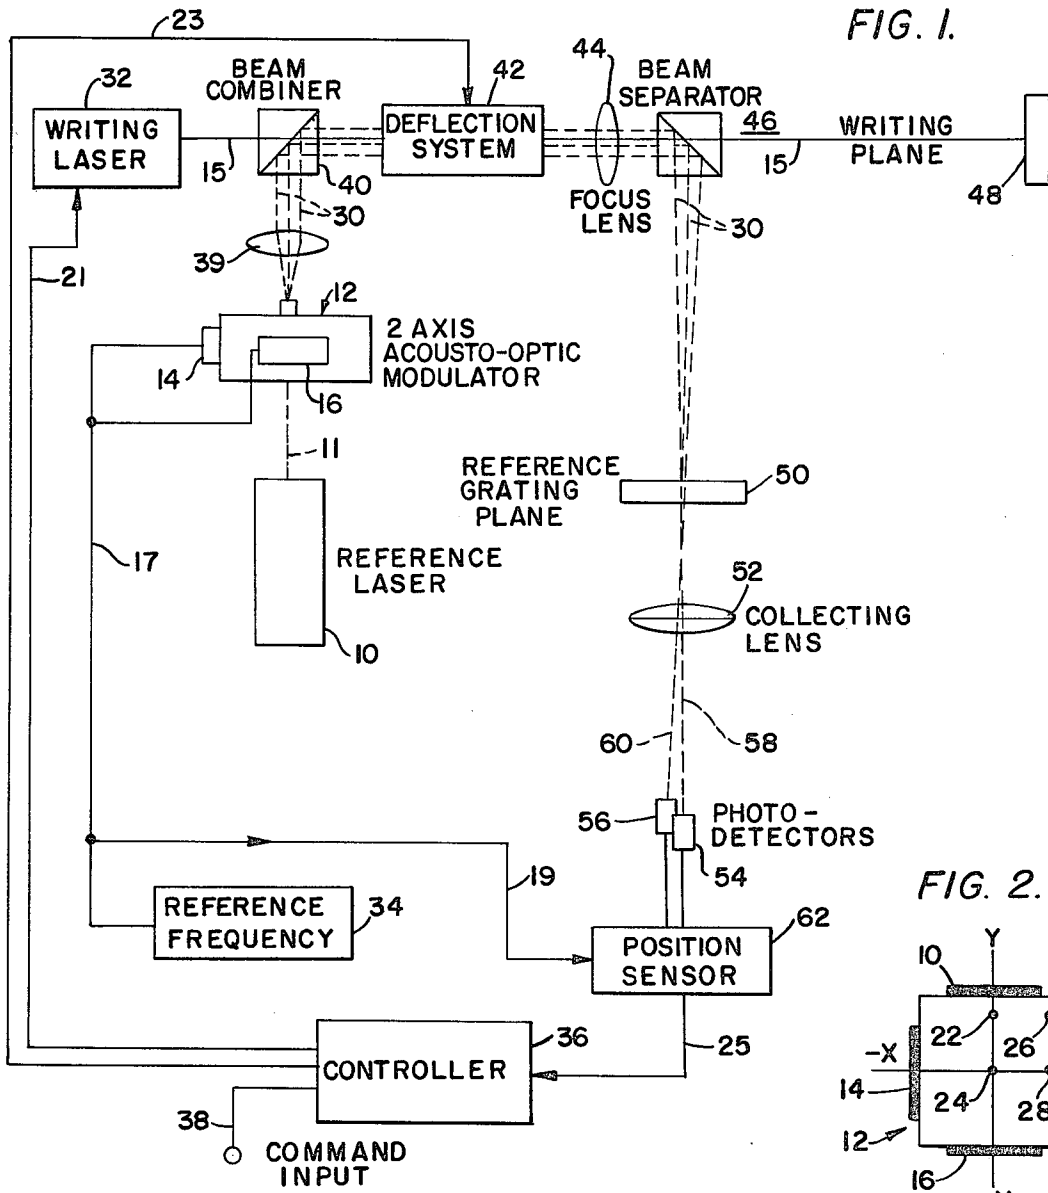 FIG. 1.
23
44
32
BEAM
COMBINER
42
BEAM
SEPARATOR
WRITING
LASER
DEFLECTION
SYSTEM
46
WRITING
PLANE
15
15
40
FOCUS
LENS
48
30
30
39
21
12
2 AXIS
ACOUSTO-OPTIC
MODULATOR
14
16
11
REFERENCE
GRATING
PLANE
50
17
REFERENCE
LASER
52
COLLECTING
LENS
10
60
58
56
PHOTO-
DETECTORS
54
19
REFERENCE
FREQUENCY
34
62
POSITION
SENSOR
FIG. 2.
Y
10
22
26
-X
14
24
28
12
16
36
25
CONTROLLER
38
COMMAND
INPUT